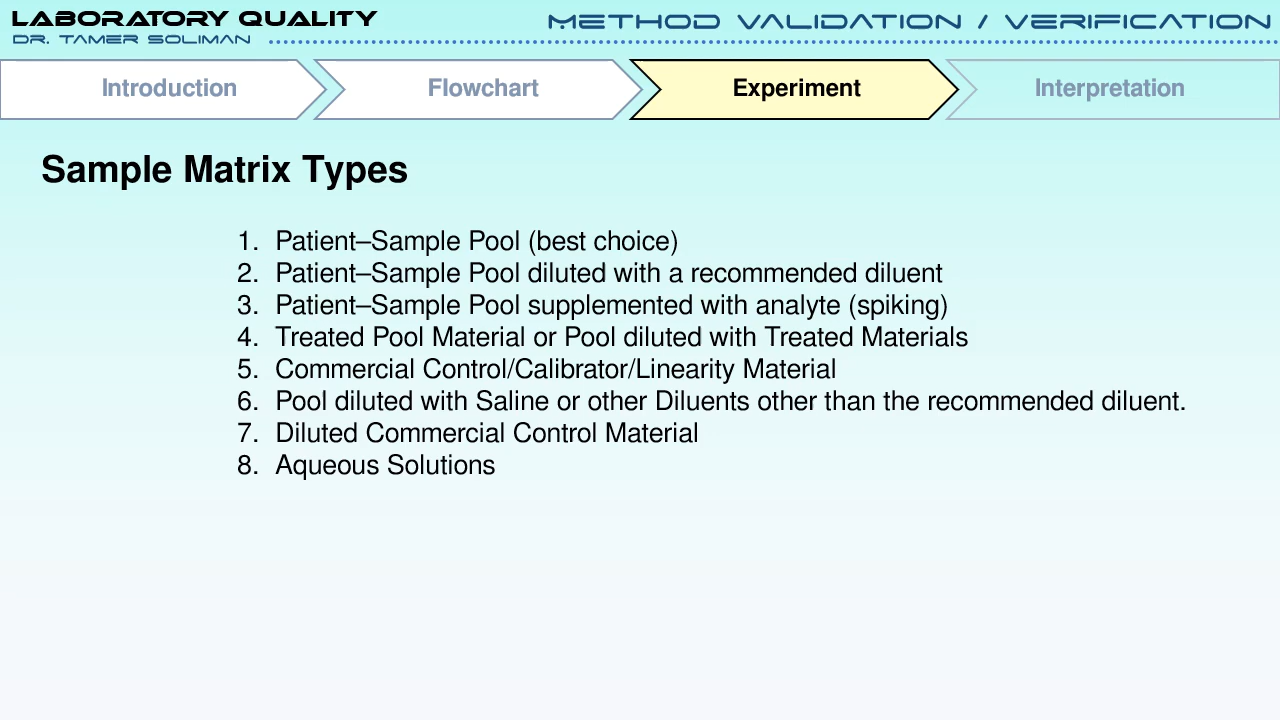 LABORATORY QUALITY
DR. TAMER SOLIMAN
METHOD VALIDATION / VERIFICATION
Introduction
Flowchart
Experiment
Interpretation
Sample Matrix Types
1. Patient–Sample Pool (best choice)
2. Patient–Sample Pool diluted with a recommended diluent
3. Patient–Sample Pool supplemented with analyte (spiking)
4. Treated Pool Material or Pool diluted with Treated Materials
5. Commercial Control/Calibrator/Linearity Material
6. Pool diluted with Saline or other Diluents other than the recommended diluent.
7. Diluted Commercial Control Material
8. Aqueous Solutions